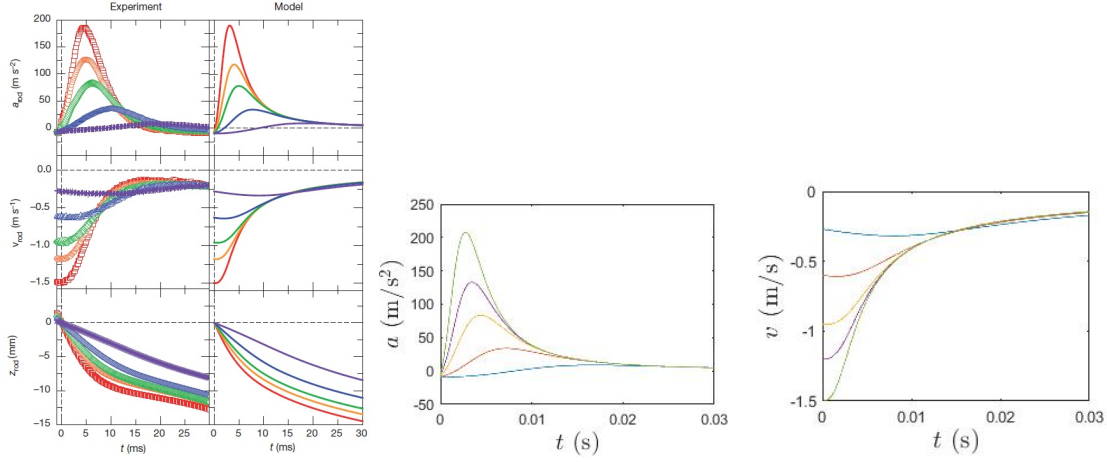 Experiment
Model
a_rod (m s⁻²)
200
150
100
50
0
v_rod (m s⁻¹)
0.0
−0.5
−1.0
−1.5
z_rod (mm)
0
−5
−10
−15
0 5 10 15 20 25
0 5 10 15 20 25 30
t (ms)
t (ms)
a (m/s²)
250
200
150
100
50
0
-50
0 0.01 0.02 0.03
t (s)
v (m/s)
0
-0.5
-1
-1.5
0 0.01 0.02 0.03
t (s)